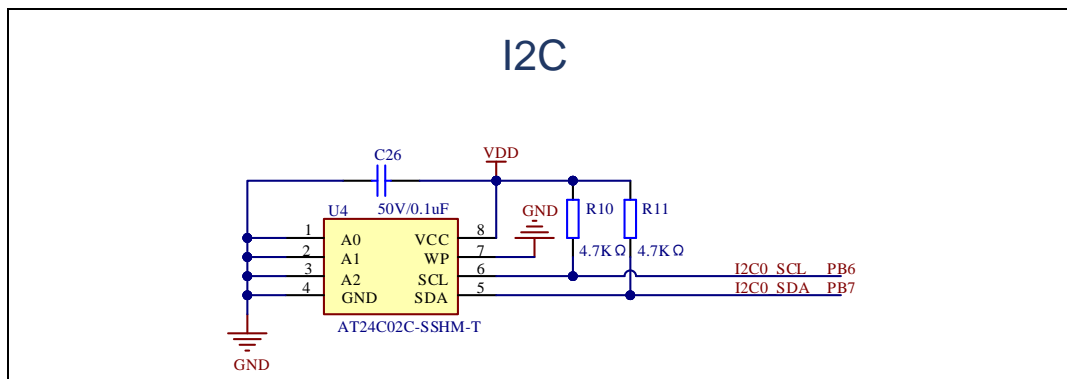 I2C
C26
VDD
50V/0.1uF
GND
R10
R11
U4
1
A0
VCC
8
2
A1
WP
7
4.7KΩ
4.7KΩ
3
A2
SCL
6
I2C0_SCL
PB6
4
GND
SDA
5
I2C0_SDA
PB7
AT24C02C-SSHM-T
GND